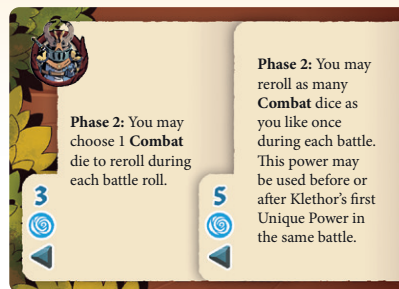 Phase 2: You may
choose 1 Combat
die to reroll during
each battle roll.
3
Phase 2: You may
reroll as many
Combat dice as
you like once
during each battle.
This power may
be used before or
after Klethor's first
Unique Power in
the same battle.
5